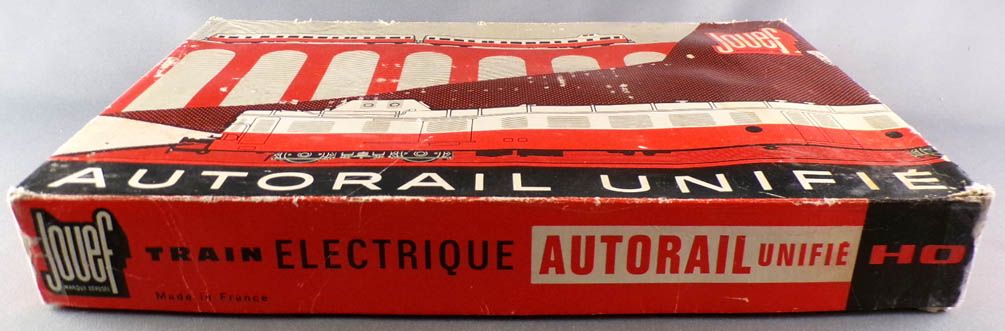 Jouef
AUTORAIL UNIFIÉ
Jouef
MARQUE DÉPOSÉE
TRAIN ELECTRIQUE AUTORAIL UNIFIÉ HO
Made in France